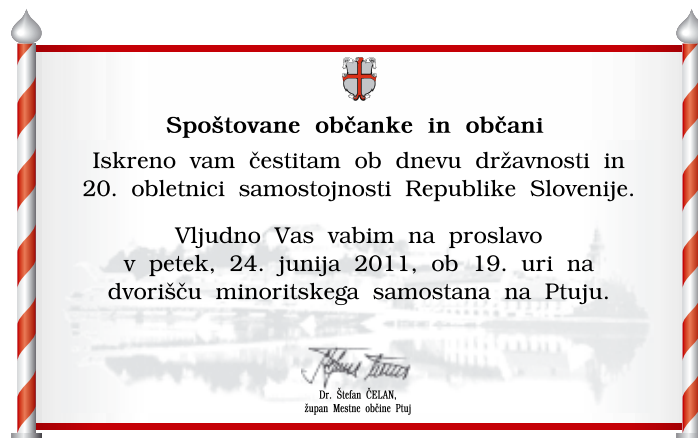 Spoštovane občanke in občani
Iskreno vam čestitam ob dnevu državnosti in
20. obletnici samostojnosti Republike Slovenije.
Vljudno Vas vabim na proslavo
v petek, 24. junija 2011, ob 19. uri na
dvorišču minoritskega samostana na Ptuju.
Dr. Štefan ČELAN,
župan Mestne občine Ptuj